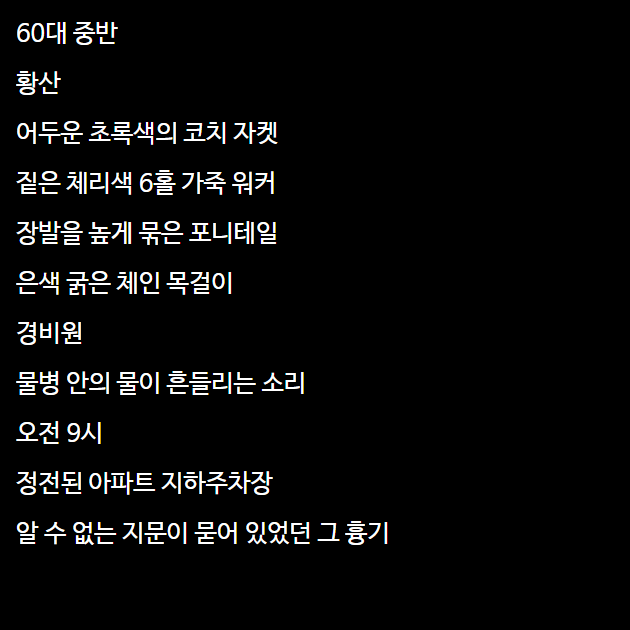 60대 중반
황산
어두운 초록색의 코치 자켓
짙은 체리색 6홀 가죽 워커
장발을 높게 묶은 포니테일
은색 굵은 체인 목걸이
경비원
물병 안의 물이 흔들리는 소리
오전 9시
정전된 아파트 지하주차장
알 수 없는 지문이 묻어 있었던 그 흉기